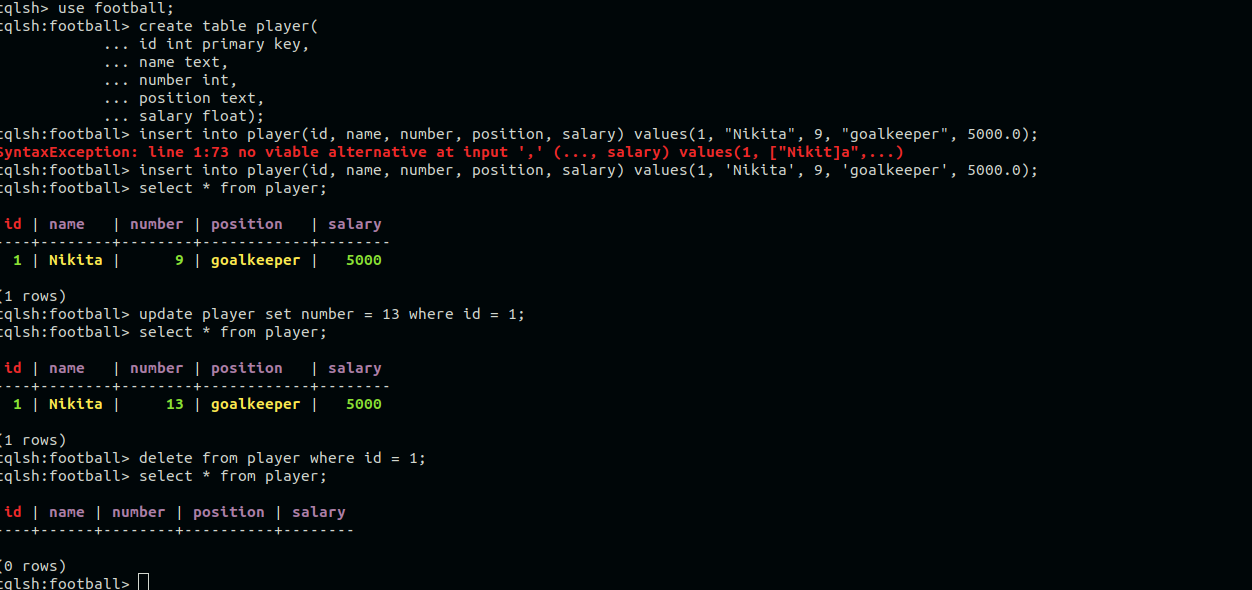 cqlsh> use football;
cqlsh:football> create table player(
            ... id int primary key,
            ... name text,
            ... number int,
            ... position text,
            ... salary float);
cqlsh:football> insert into player(id, name, number, position, salary) values(1, "Nikita", 9, "goalkeeper", 5000.0);
SyntaxException: line 1:73 no viable alternative at input ',' (..., salary) values(1, ["Nikit]a",...)
cqlsh:football> insert into player(id, name, number, position, salary) values(1, 'Nikita', 9, 'goalkeeper', 5000.0);
cqlsh:football> select * from player;
 id | name   | number | position   | salary
----+--------+--------+------------+--------
  1 | Nikita |      9 | goalkeeper |   5000
(1 rows)
cqlsh:football> update player set number = 13 where id = 1;
cqlsh:football> select * from player;
 id | name   | number | position   | salary
----+--------+--------+------------+--------
  1 | Nikita |     13 | goalkeeper |   5000
(1 rows)
cqlsh:football> delete from player where id = 1;
cqlsh:football> select * from player;
 id | name | number | position | salary
----+------+--------+----------+--------
(0 rows)
cqlsh:football>